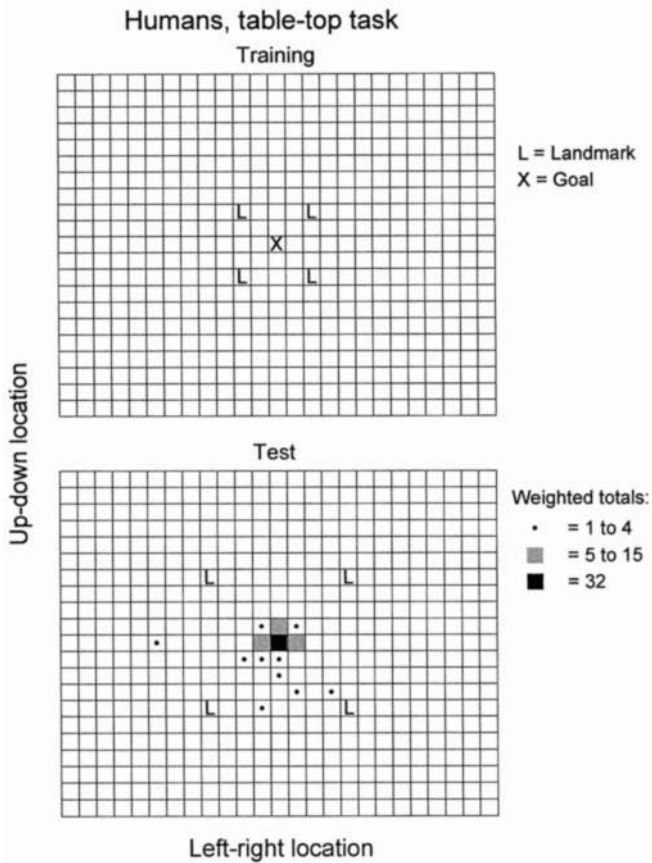 Humans, table-top task
Training
L = Landmark
X = Goal
L L
X
L L
Up-down location
Test
Weighted totals:
• = 1 to 4
= 5 to 15
= 32
L L
L L
Left-right location